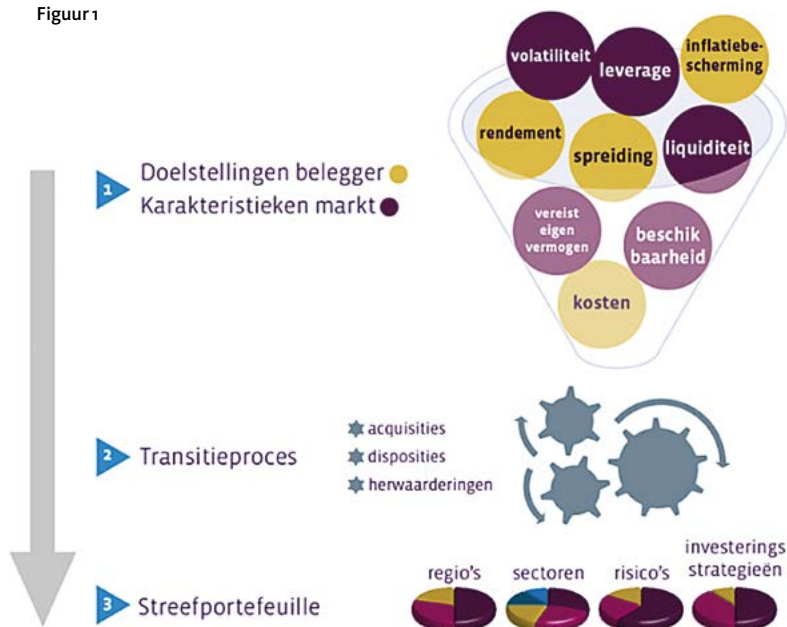 Figuur 1
volatiliteit
leverage
inflatiebe-
scherming
rendement
spreiding
liquiditeit
1
Doelstellingen belegger
Karakteristieken markt
vereist
eigen
vermogen
beschik
baarheid
kosten
2
Transitieproces
acquisities
disposities
herwaarderingen
3
Streefportefeuille
regio's
sectoren
risico's
investerings
strategieën